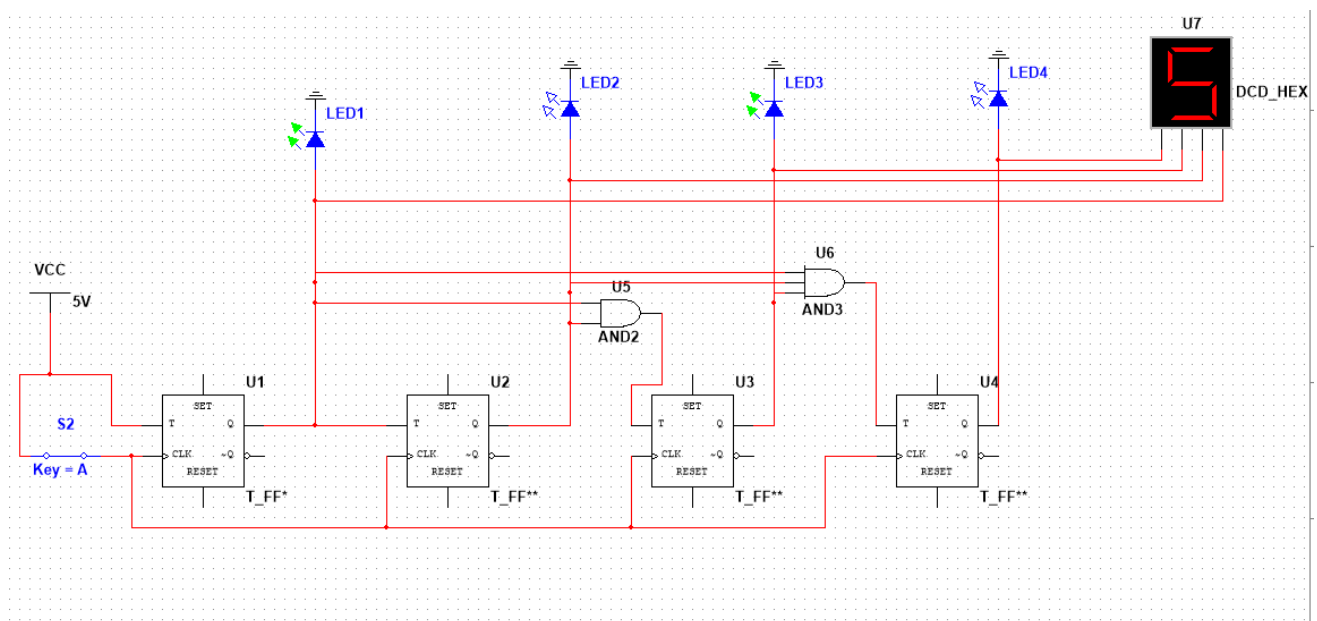 U7
LED2
LED3
LED4
DCD_HEX
LED1
U6
VCC
5V
U5
AND3
AND2
U1
U2
U3
U4
SET
SET
SET
SET
S2
T Q
T Q
T Q
T Q
CLK ~Q
CLK ~Q
CLK ~Q
CLK ~Q
Key = A
RESET
RESET
RESET
RESET
T_FF*
T_FF**
T_FF**
T_FF**
5